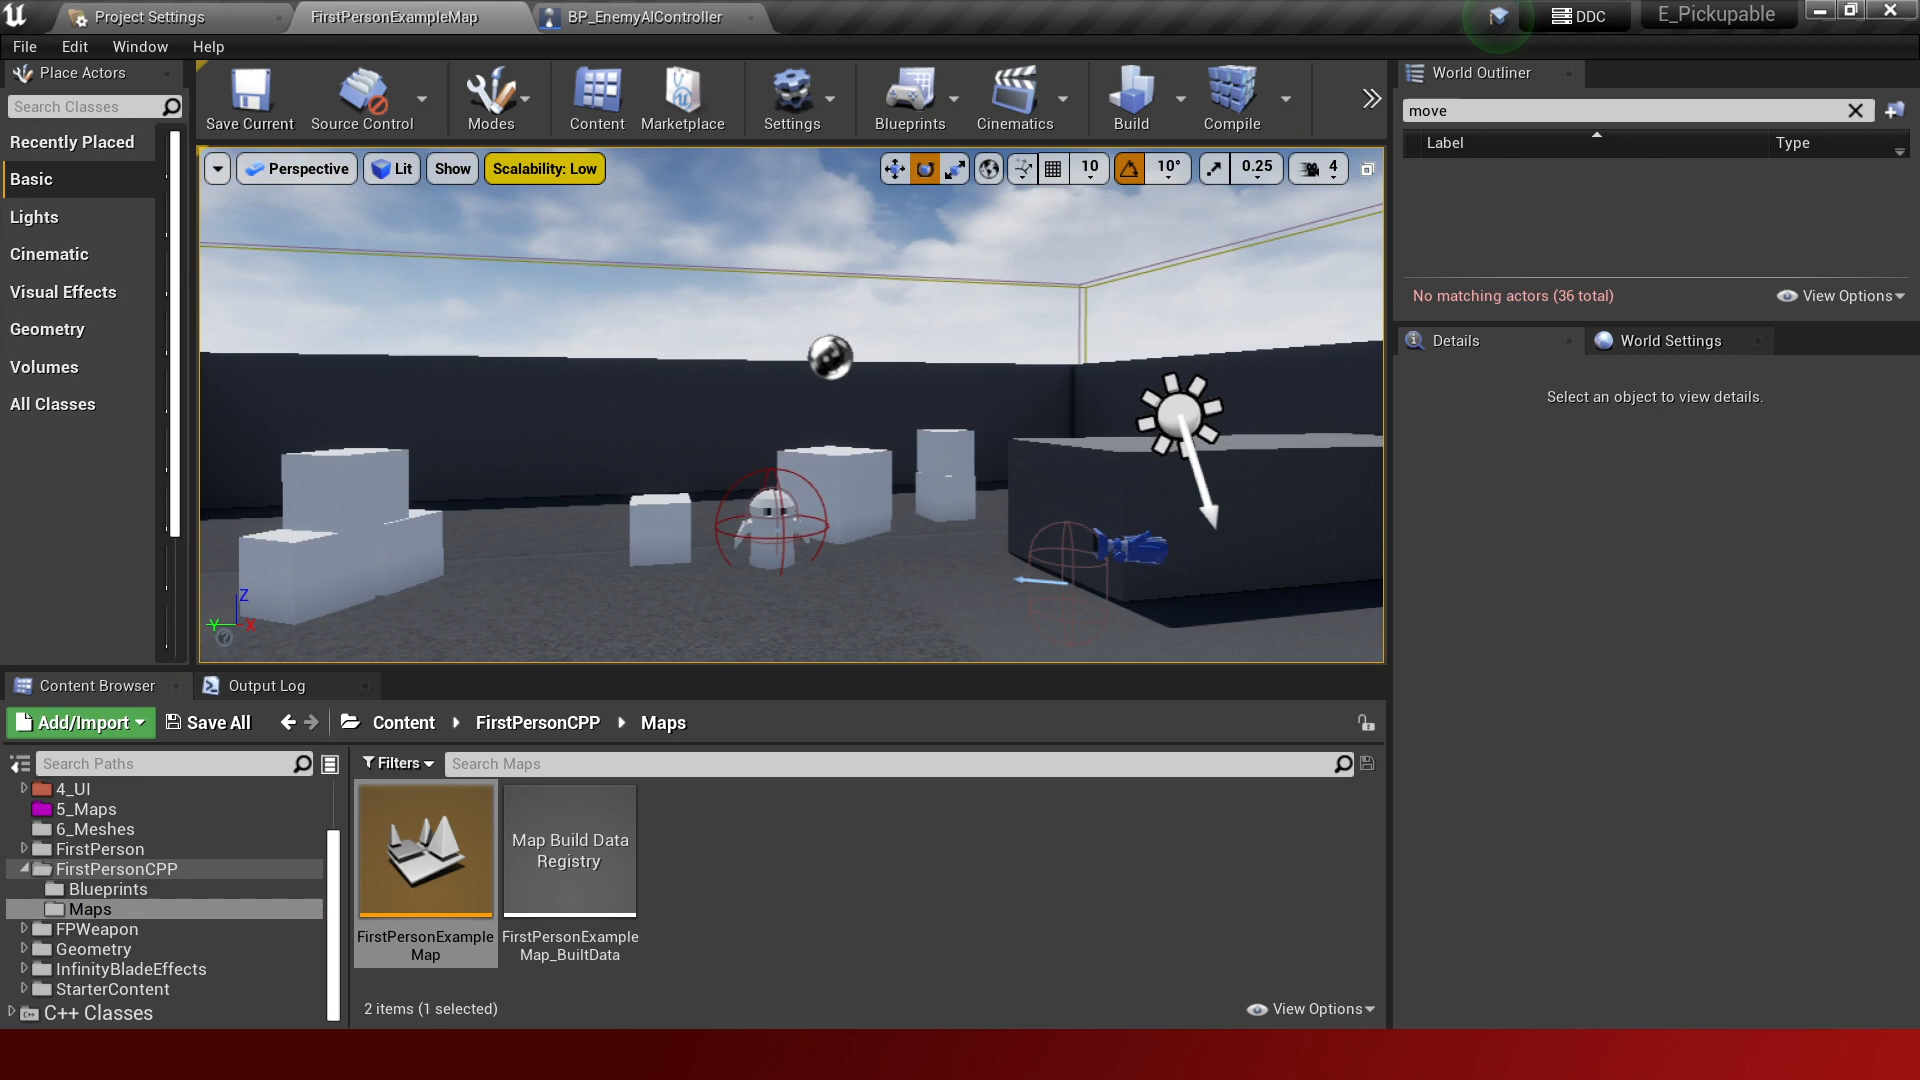 Project Settings
FirstPersonExampleMap
BP_EnemyAIController
DDC
E_Pickupable
File Edit Window Help
Place Actors
Search Classes
Recently Placed
Basic
Lights
Cinematic
Visual Effects
Geometry
Volumes
All Classes
Save Current
Source Control
Modes
Content
Marketplace
Settings
Blueprints
Cinematics
Build
Compile
Perspective
Lit
Show
Scalability: Low
10
10°
0.25
4
Z
Y
X
World Outliner
move
Label
Type
No matching actors (36 total)
View Options
Details
World Settings
Select an object to view details.
Content Browser
Output Log
Add/Import
Save All
Content
FirstPersonCPP
Maps
Search Paths
Filters
Search Maps
4_UI
5_Maps
6_Meshes
FirstPerson
FirstPersonCPP
Blueprints
Maps
FPWeapon
Geometry
InfinityBladeEffects
StarterContent
C++ Classes
Map Build Data
Registry
FirstPersonExample
Map
FirstPersonExample
Map_BuiltData
2 items (1 selected)
View Options